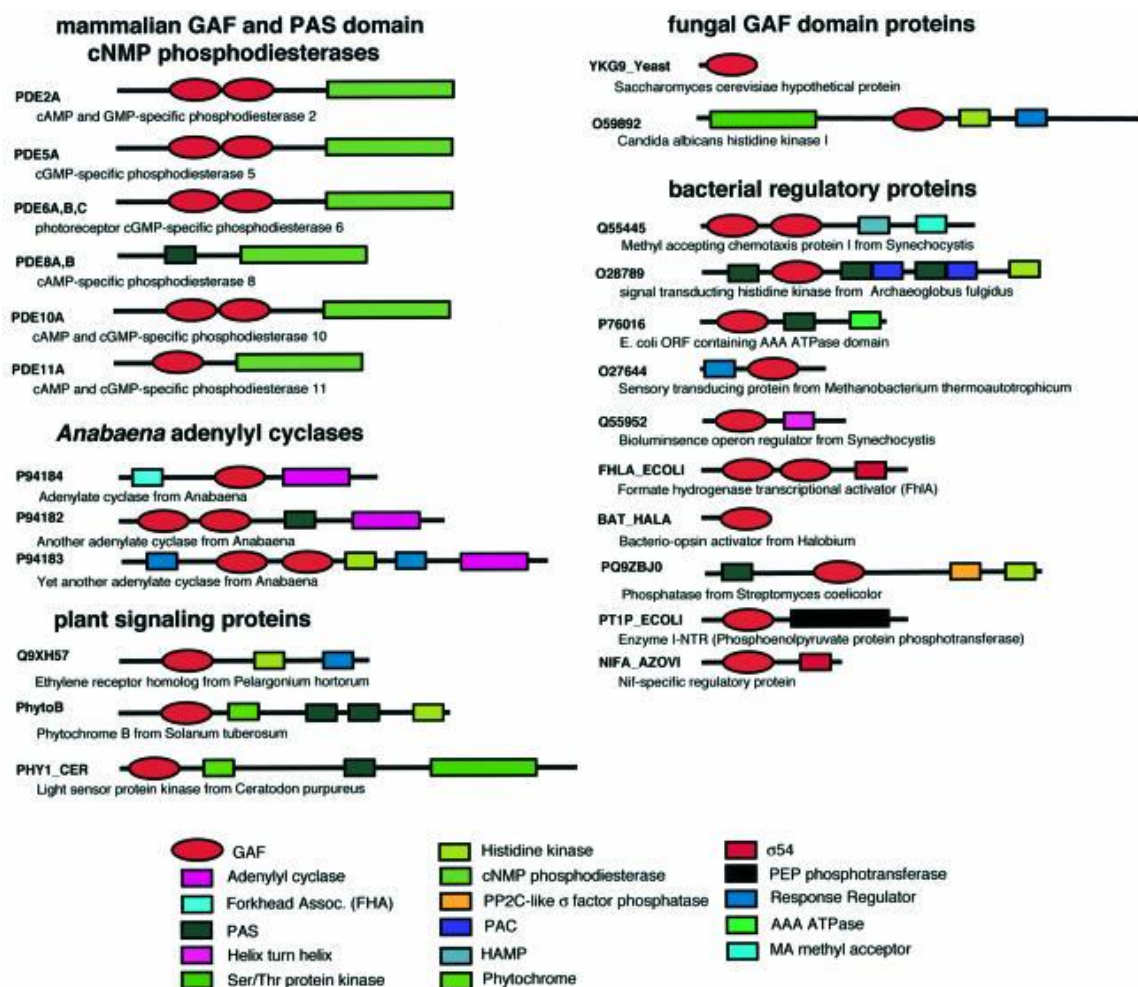 mammalian GAF and PAS domain
cNMP phosphodiesterases
PDE2A
cAMP and GMP-specific phosphodiesterase 2
PDE5A
cGMP-specific phosphodiesterase 5
PDE6A,B,C
photoreceptor cGMP-specific phosphodiesterase 6
PDE8A,B
cAMP-specific phosphodiesterase 8
PDE10A
cAMP and cGMP-specific phosphodiesterase 10
PDE11A
cAMP and cGMP-specific phosphodiesterase 11
Anabaena adenylyl cyclases
P94184
Adenylate cyclase from Anabaena
P94182
Another adenylate cyclase from Anabaena
P94183
Yet another adenylate cyclase from Anabaena
plant signaling proteins
Q9XH57
Ethylene receptor homolog from Pelargonium hortorum
PhytoB
Phytochrome B from Solanum tuberosum
PHY1_CER
Light sensor protein kinase from Ceratodon purpureus
fungal GAF domain proteins
YKG9_Yeast
Saccharomyces cerevisiae hypothetical protein
O59892
Candida albicans histidine kinase I
bacterial regulatory proteins
Q55445
Methyl accepting chemotaxis protein I from Synechocystis
O28789
signal transducting histidine kinase from Archaeoglobus fulgidus
P76016
E. coli ORF containing AAA ATPase domain
O27644
Sensory transducing protein from Methanobacterium thermoautotrophicum
Q55952
Bioluminsence operon regulator from Synechocystis
FHLA_ECOLI
Formate hydrogenase transcriptional activator (FhlA)
BAT_HALA
Bacterio-opsin activator from Halobium
PQ9ZBJ0
Phosphatase from Streptomyces coelicolor
PT1P_ECOLI
Enzyme I-NTR (Phosphoenolpyruvate protein phosphotransferase)
NIFA_AZOVI
Nif-specific regulatory protein
GAF
Adenylyl cyclase
Forkhead Assoc. (FHA)
PAS
Helix turn helix
Ser/Thr protein kinase
Histidine kinase
cNMP phosphodiesterase
PP2C-like σ factor phosphatase
PAC
HAMP
Phytochrome
σ54
PEP phosphotransferase
Response Regulator
AAA ATPase
MA methyl acceptor